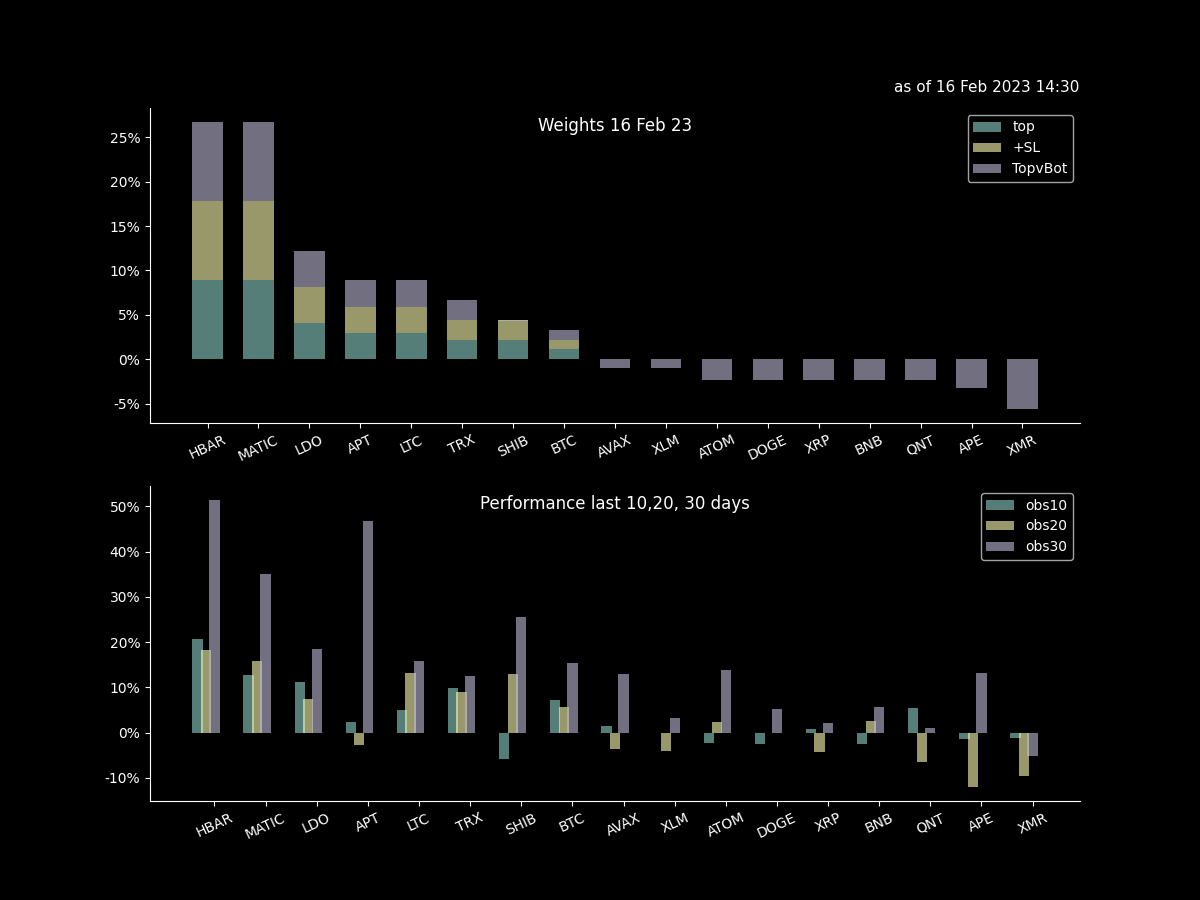 as of 16 Feb 2023 14:30
Weights 16 Feb 23
top
+SL
TopvBot
25%
20%
15%
10%
5%
0%
-5%
HBAR MATIC LDO APT LTC TRX SHIB BTC AVAX XLM ATOM DOGE XRP BNB QNT APE XMR
Performance last 10,20, 30 days
obs10
obs20
obs30
50%
40%
30%
20%
10%
0%
-10%
HBAR MATIC LDO APT LTC TRX SHIB BTC AVAX XLM ATOM DOGE XRP BNB QNT APE XMR